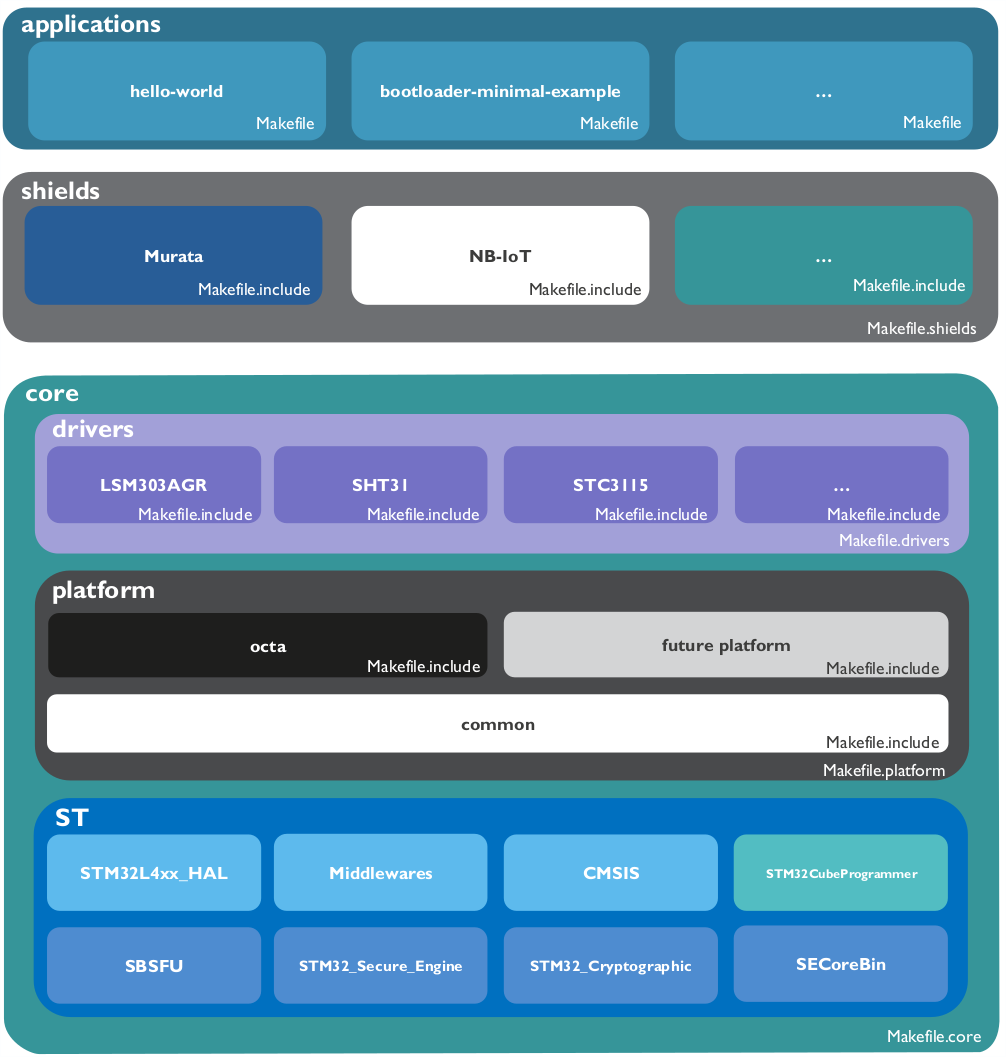 applications
hello-world
Makefile
bootloader-minimal-example
Makefile
...
Makefile
shields
Murata
Makefile.include
NB-IoT
Makefile.include
...
Makefile.include
Makefile.shields
core
drivers
LSM303AGR
Makefile.include
SHT31
Makefile.include
STC3115
Makefile.include
...
Makefile.include
Makefile.drivers
platform
octa
Makefile.include
future platform
Makefile.include
common
Makefile.include
Makefile.platform
ST
STM32L4xx_HAL
Middlewares
CMSIS
STM32CubeProgrammer
SBSFU
STM32_Secure_Engine
STM32_Cryptographic
SECoreBin
Makefile.core